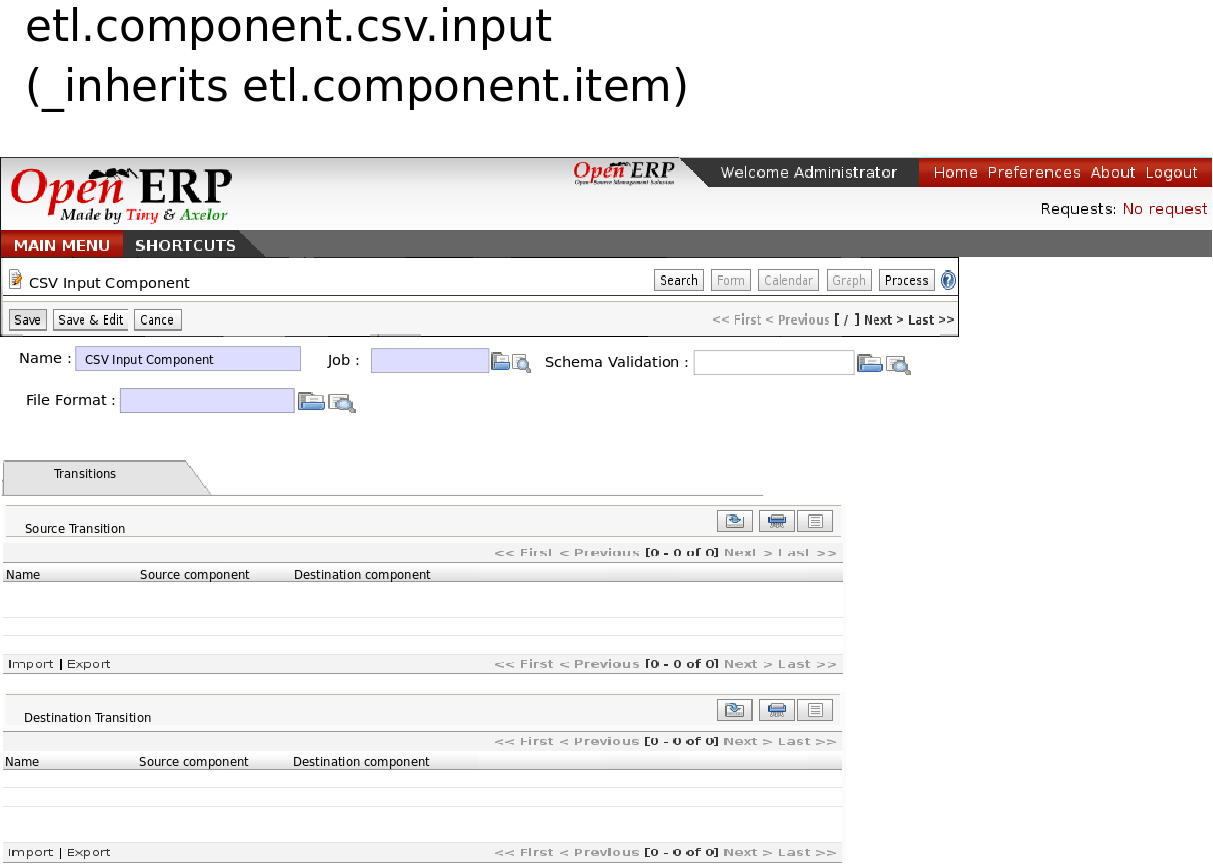 etl.component.csv.input
(_inherits etl.component.item)
Open ERP
Made by Tiny & Axelor
Open ERP
Open Source Management Solution
Welcome Administrator
Home Preferences About Logout
Requests: No request
MAIN MENU SHORTCUTS
CSV Input Component
Search Form Calendar Graph Process ?
Save Save & Edit Cance
<< First < Previous [ / ] Next > Last >>
Name : CSV Input Component Job : Schema Validation :
File Format :
Transitions
Source Transition
<< First < Previous [0 - 0 of 0] Next > Last >>
Name Source component Destination component
Import | Export << First < Previous [0 - 0 of 0] Next > Last >>
Destination Transition
<< First < Previous [0 - 0 of 0] Next > Last >>
Name Source component Destination component
Import | Export << First < Previous [0 - 0 of 0] Next > Last >>